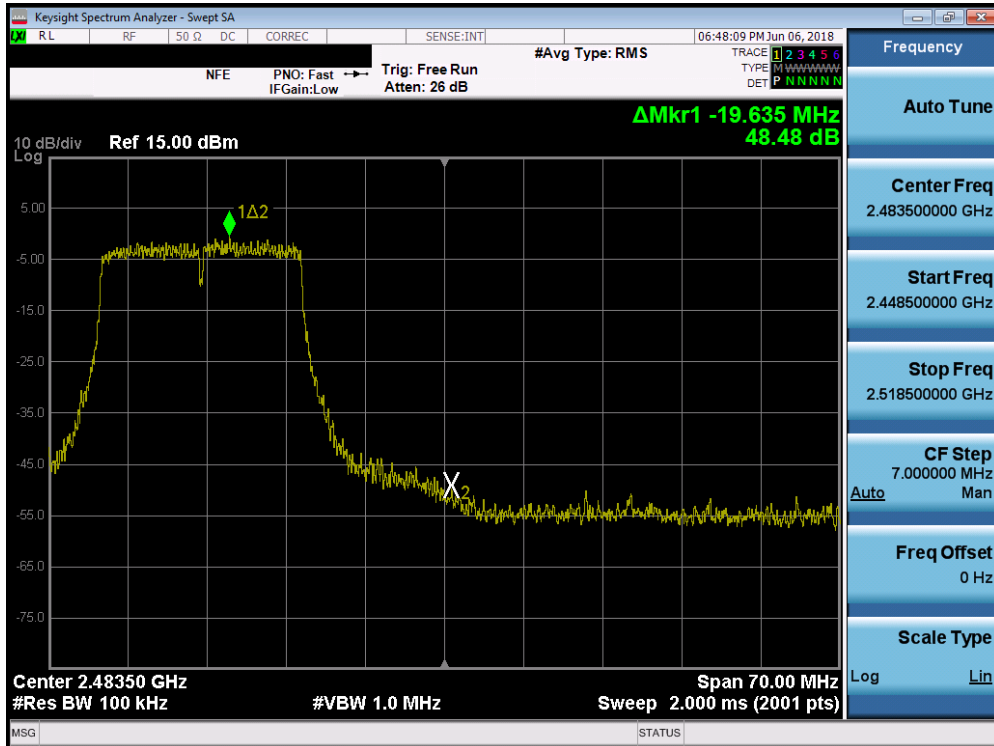 Keysight Spectrum Analyzer - Swept SA
LXI RL RF 50 Ω DC CORREC SENSE:INT 06:48:09 PM Jun 06, 2018
NFE PNO: Fast Trig: Free Run #Avg Type: RMS TRACE 1 2 3 4 5 6
IFGain:Low Atten: 26 dB TYPE M W W W W W
DET P N N N N N
ΔMkr1 -19.635 MHz
48.48 dB
10 dB/div Ref 15.00 dBm
Log
1Δ2
5.00
-5.00
-15.0
-25.0
-35.0
-45.0
X2
-55.0
-65.0
-75.0
Center 2.48350 GHz Span 70.00 MHz
#Res BW 100 kHz #VBW 1.0 MHz Sweep 2.000 ms (2001 pts)
MSG STATUS
Frequency
Auto Tune
Center Freq
2.483500000 GHz
Start Freq
2.448500000 GHz
Stop Freq
2.518500000 GHz
CF Step
7.000000 MHz
Auto Man
Freq Offset
0 Hz
Scale Type
Log Lin